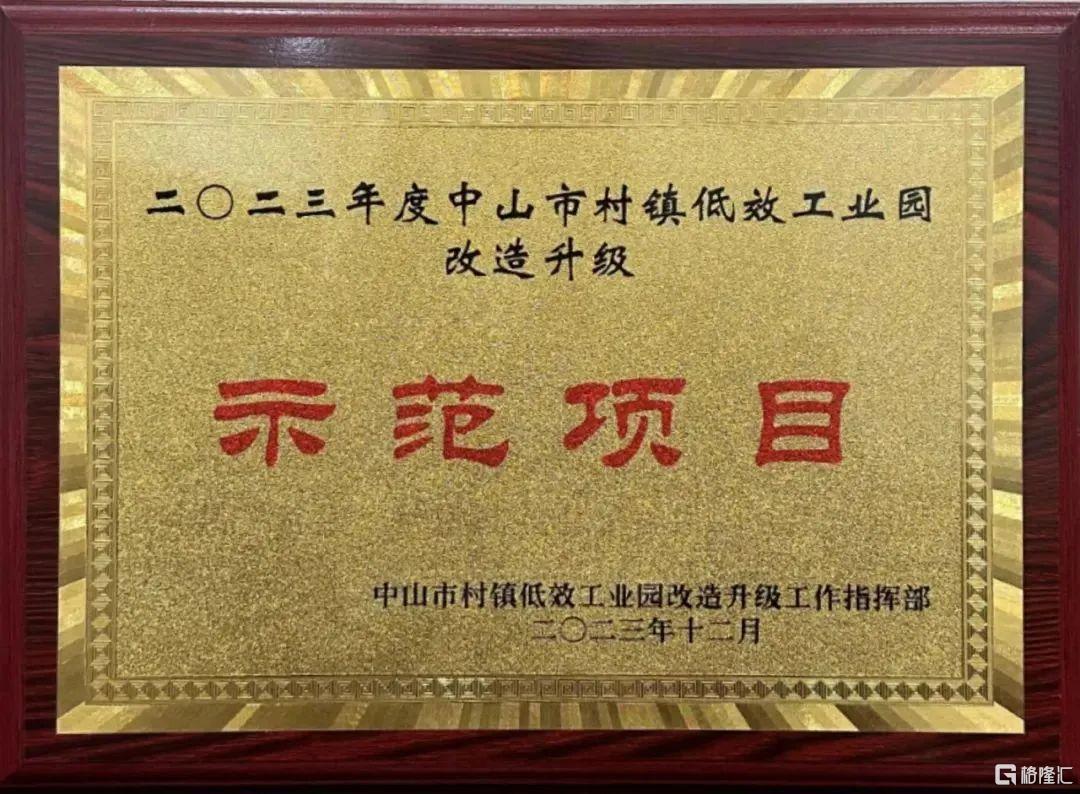 二〇二三年度中山市村镇低效工业园
改造升级
示范项目
中山市村镇低效工业园改造升级工作指挥部
二〇二三年十二月
格隆汇